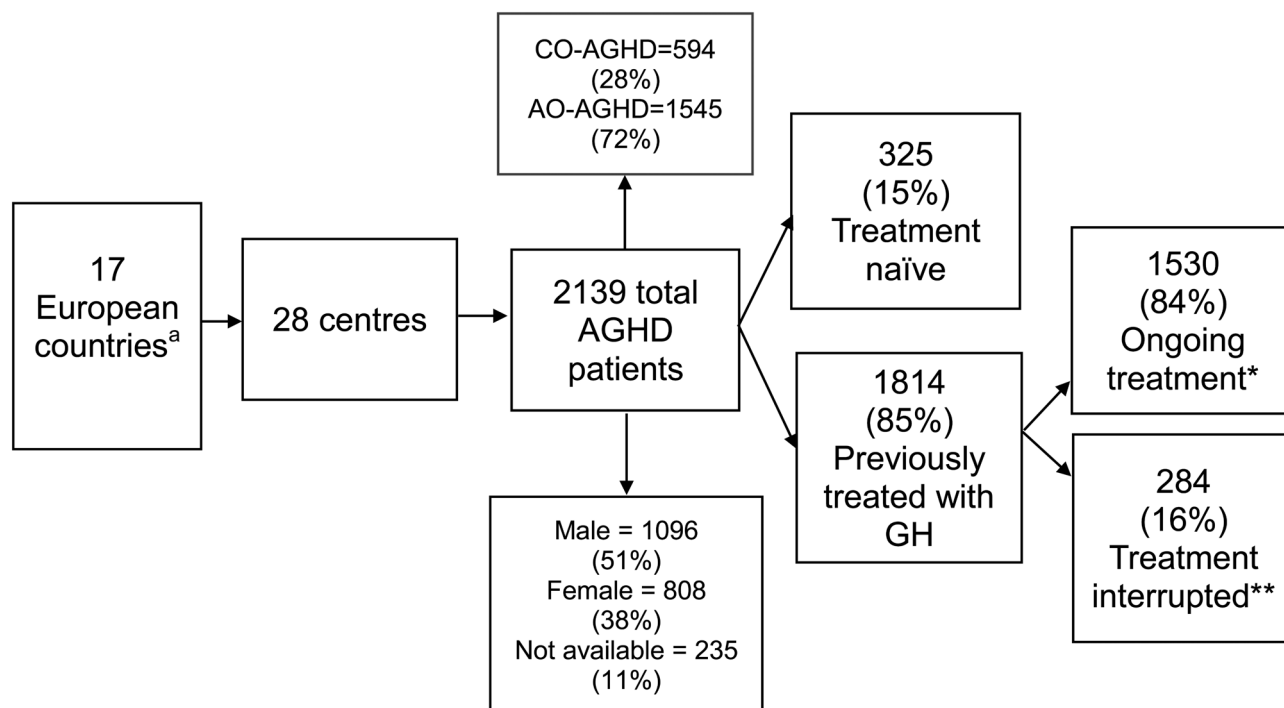 17
European
countriesa
28 centres
CO-AGHD=594
(28%)
AO-AGHD=1545
(72%)
2139 total
AGHD
patients
Male = 1096
(51%)
Female = 808
(38%)
Not available = 235
(11%)
325
(15%)
Treatment
naïve
1814
(85%)
Previously
treated with
GH
1530
(84%)
Ongoing
treatment*
284
(16%)
Treatment
interrupted**